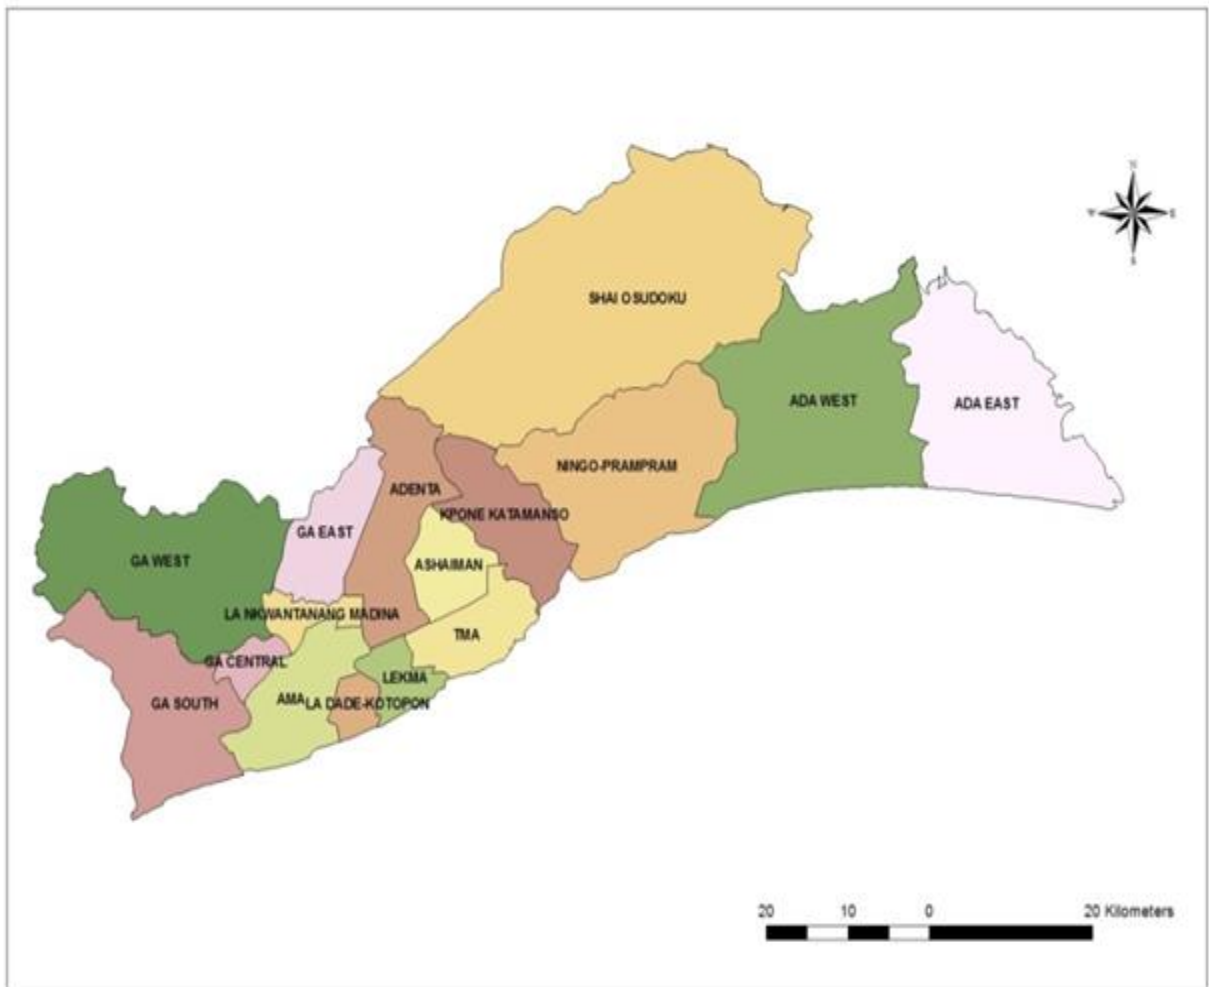 N
W E
S
SHAI OSUDOKU
ADA WEST
ADA EAST
NINGO-PRAMPRAM
ADENTA
KPONE KATAMANSO
GA EAST
GA WEST
ASHAIMAN
LA NKWANTANANG MADINA
TMA
GA CENTRAL
LEKMA
GA SOUTH
AMA
LA DADE-KOTOPON
20 10 0 20 Kilometers